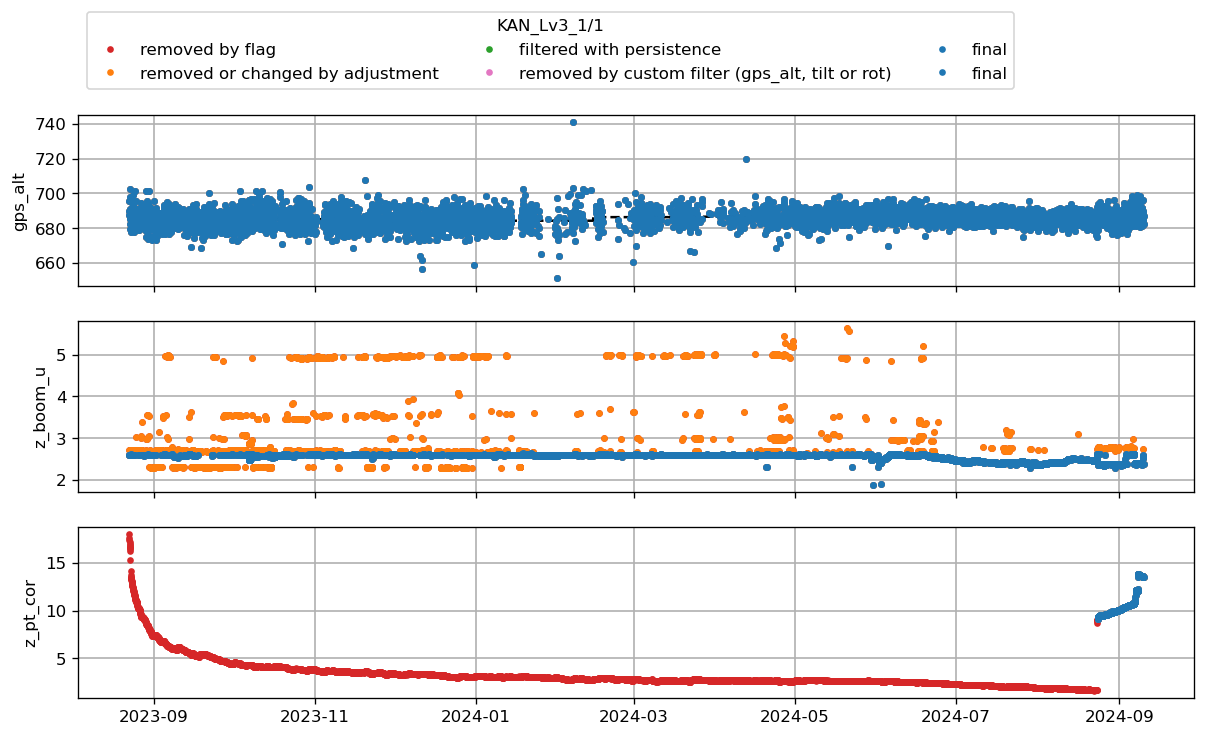 KAN_Lv3_1/1
removed by flag
filtered with persistence
final
removed or changed by adjustment
removed by custom filter (gps_alt, tilt or rot)
final
gps_alt
740
720
700
680
660
z_boom_u
5
4
3
2
z_pt_cor
15
10
5
2023-09
2023-11
2024-01
2024-03
2024-05
2024-07
2024-09